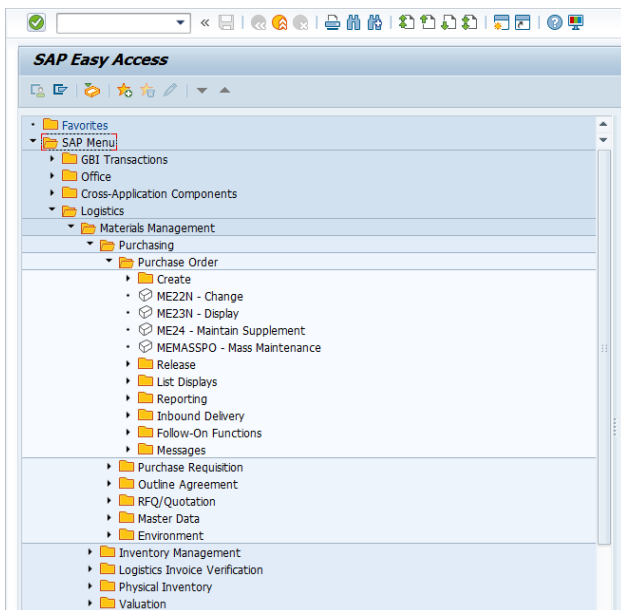 SAP Easy Access
Favorites
SAP Menu
GBI Transactions
Office
Cross-Application Components
Logistics
Materials Management
Purchasing
Purchase Order
Create
ME22N - Change
ME23N - Display
ME24 - Maintain Supplement
MEMASSPO - Mass Maintenance
Release
List Displays
Reporting
Inbound Delivery
Follow-On Functions
Messages
Purchase Requisition
Outline Agreement
RFQ/Quotation
Master Data
Environment
Inventory Management
Logistics Invoice Verification
Physical Inventory
Valuation